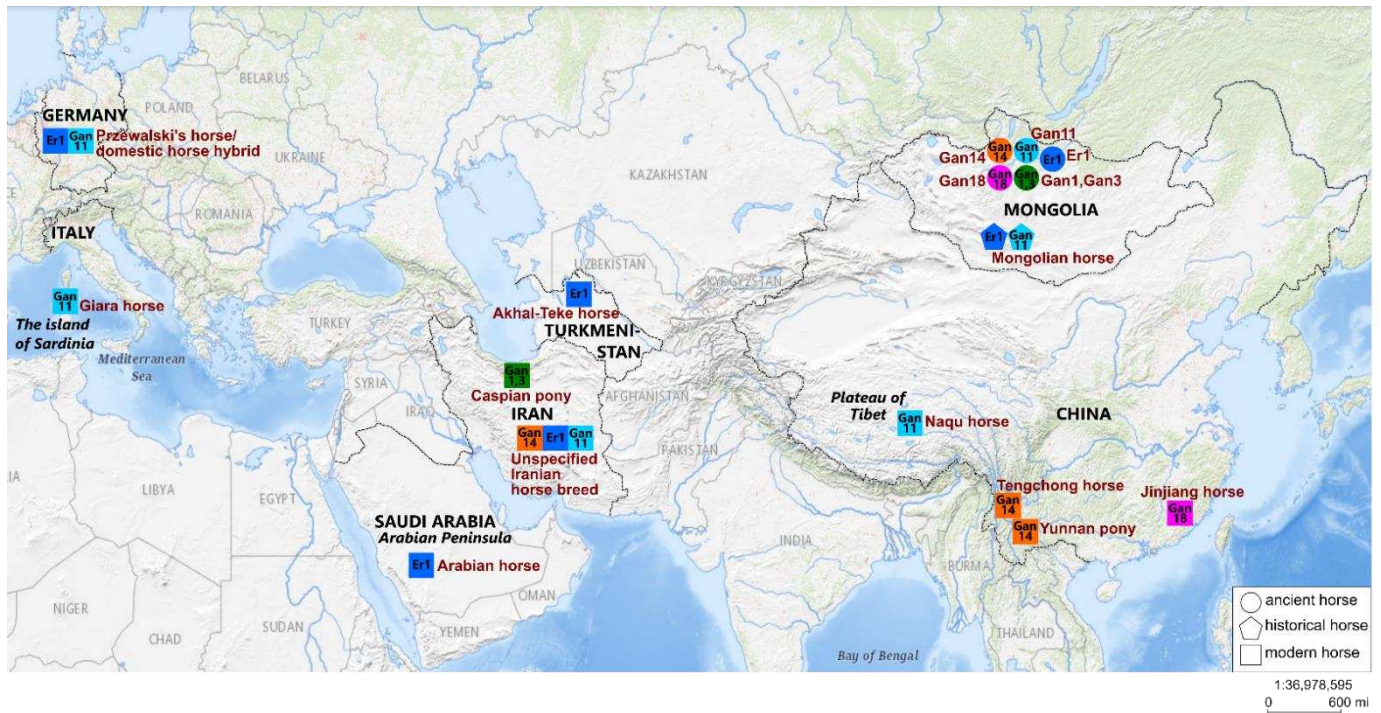 BELARUS
GERMANY
POLAND
Er1
Gan
11
Przewalski's horse/
domestic horse hybrid
UKRAINE
ROMANIA
ITALY
Gan
11
Giara horse
The island
of Sardinia
Mediterranean
Sea
TURKEY
SYRIA
IRAQ
KAZAKHSTAN
UZBEKISTAN
KYRGYZSTAN
Er1
Akhal-Teke horse
TURKMENI-
STAN
AFGHANISTAN
PAKISTAN
Gan
1,3
Caspian pony
IRAN
Gan
14
Er1
Gan
11
Unspecified
Iranian
horse breed
SAUDI ARABIA
Arabian Peninsula
Er1
Arabian horse
LIBYA
EGYPT
NIGER
CHAD
SUDAN
YEMEN
OMAN
Gan11
Gan14
Gan
14
Gan
11
Er1
Er1
Gan18
Gan
18
Gan
1,3
Gan1,Gan3
MONGOLIA
Er1
Gan
11
Mongolian horse
Plateau of
Tibet
Gan
11
Naqu horse
CHINA
Tengchong horse
Gan
14
Gan
14
Yunnan pony
Jinjiang horse
Gan
18
INDIA
BURMA
THAILAND
Bay of Bengal
ancient horse
historical horse
modern horse
1:36,978,595
0 600 mi